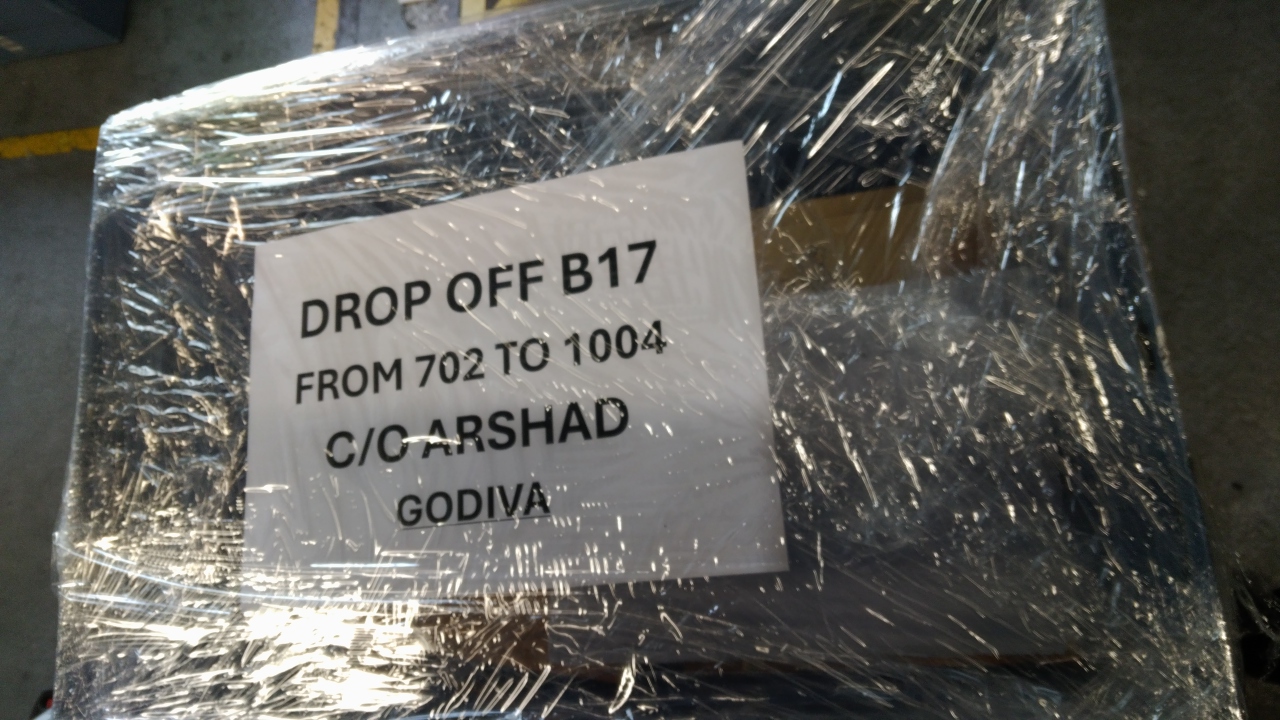 DROP OFF B17
FROM 702 TO 1004
C/O ARSHAD
GODIVA